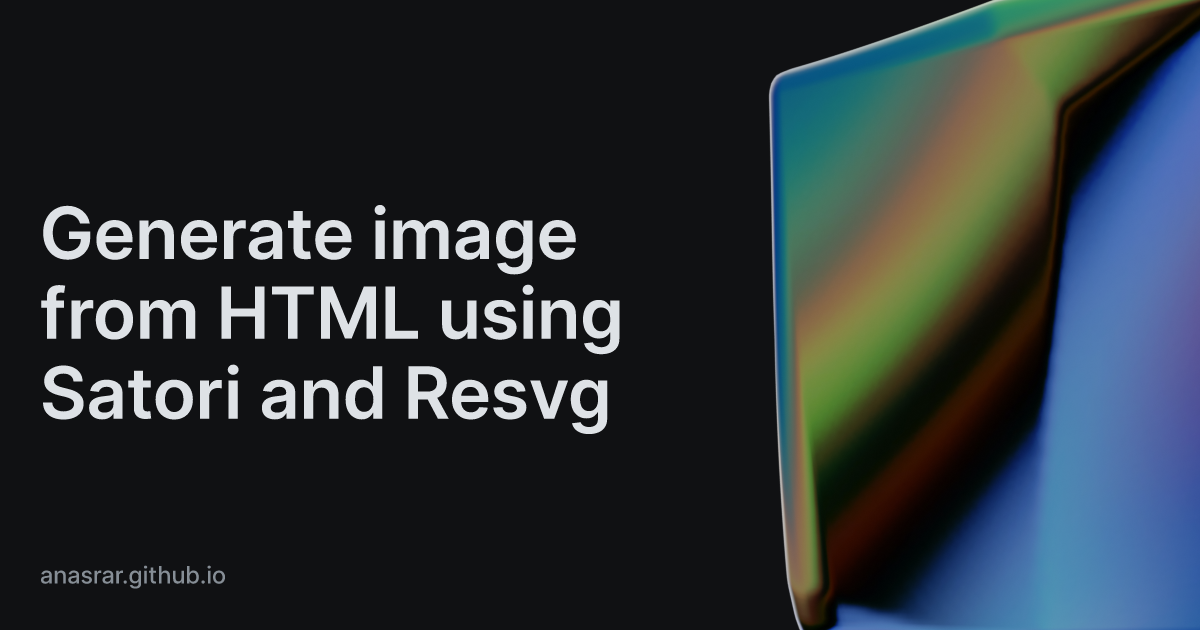 Generate image
from HTML using
Satori and Resvg
anasrar.github.io